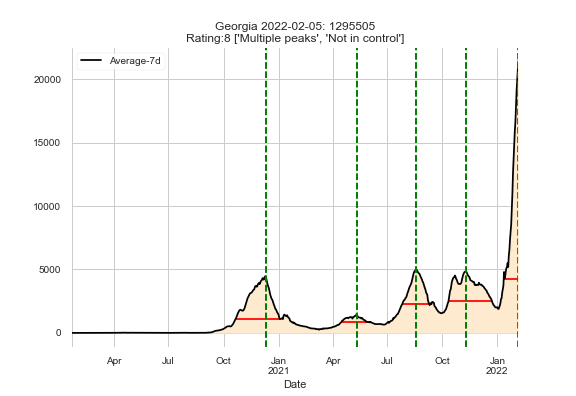 Georgia 2022-02-05: 1295505
Rating:8 ['Multiple peaks', 'Not in control']
Average-7d
20000
15000
10000
5000
0
Apr
Jul
Oct
Jan
2021
Apr
Jul
Oct
Jan
2022
Date